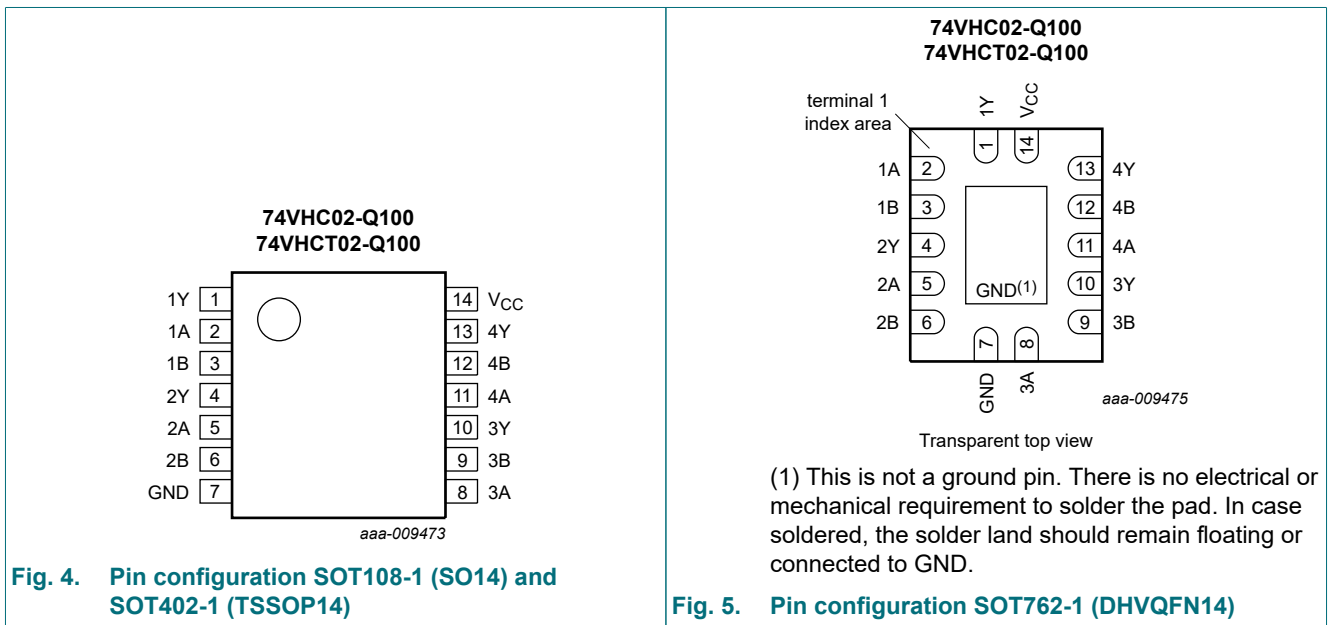 74VHC02-Q100
74VHCT02-Q100
1Y 1
1A 2
1B 3
2Y 4
2A 5
2B 6
GND 7
14 VCC
13 4Y
12 4B
11 4A
10 3Y
9 3B
8 3A
aaa-009473
Fig. 4. Pin configuration SOT108-1 (SO14) and
SOT402-1 (TSSOP14)
74VHC02-Q100
74VHCT02-Q100
terminal 1
index area
1Y
VCC
1
14
1A 2
1B 3
2Y 4
2A 5
2B 6
13 4Y
12 4B
11 4A
10 3Y
9 3B
GND(1)
7
8
GND
3A
aaa-009475
Transparent top view
(1) This is not a ground pin. There is no electrical or
mechanical requirement to solder the pad. In case
soldered, the solder land should remain floating or
connected to GND.
Fig. 5. Pin configuration SOT762-1 (DHVQFN14)